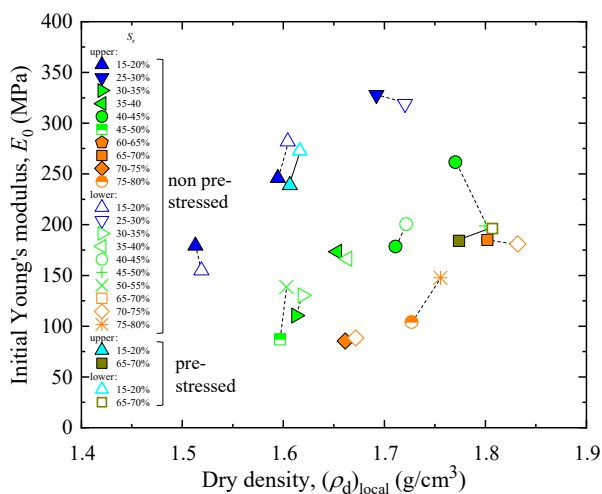 Initial Young's modulus, E0 (MPa)
400
350
300
250
200
150
100
50
0
Sr
upper:
15-20%
25-30%
30-35%
35-40
40-45%
45-50%
60-65%
65-70%
70-75%
75-80%
lower:
15-20%
25-30%
30-35%
35-40%
40-45%
45-50%
50-55%
65-70%
70-75%
75-80%
non pre-
stressed
upper:
15-20%
65-70%
lower:
15-20%
65-70%
pre-
stressed
1.4 1.5 1.6 1.7 1.8 1.9
Dry density, (ρd)local (g/cm³)